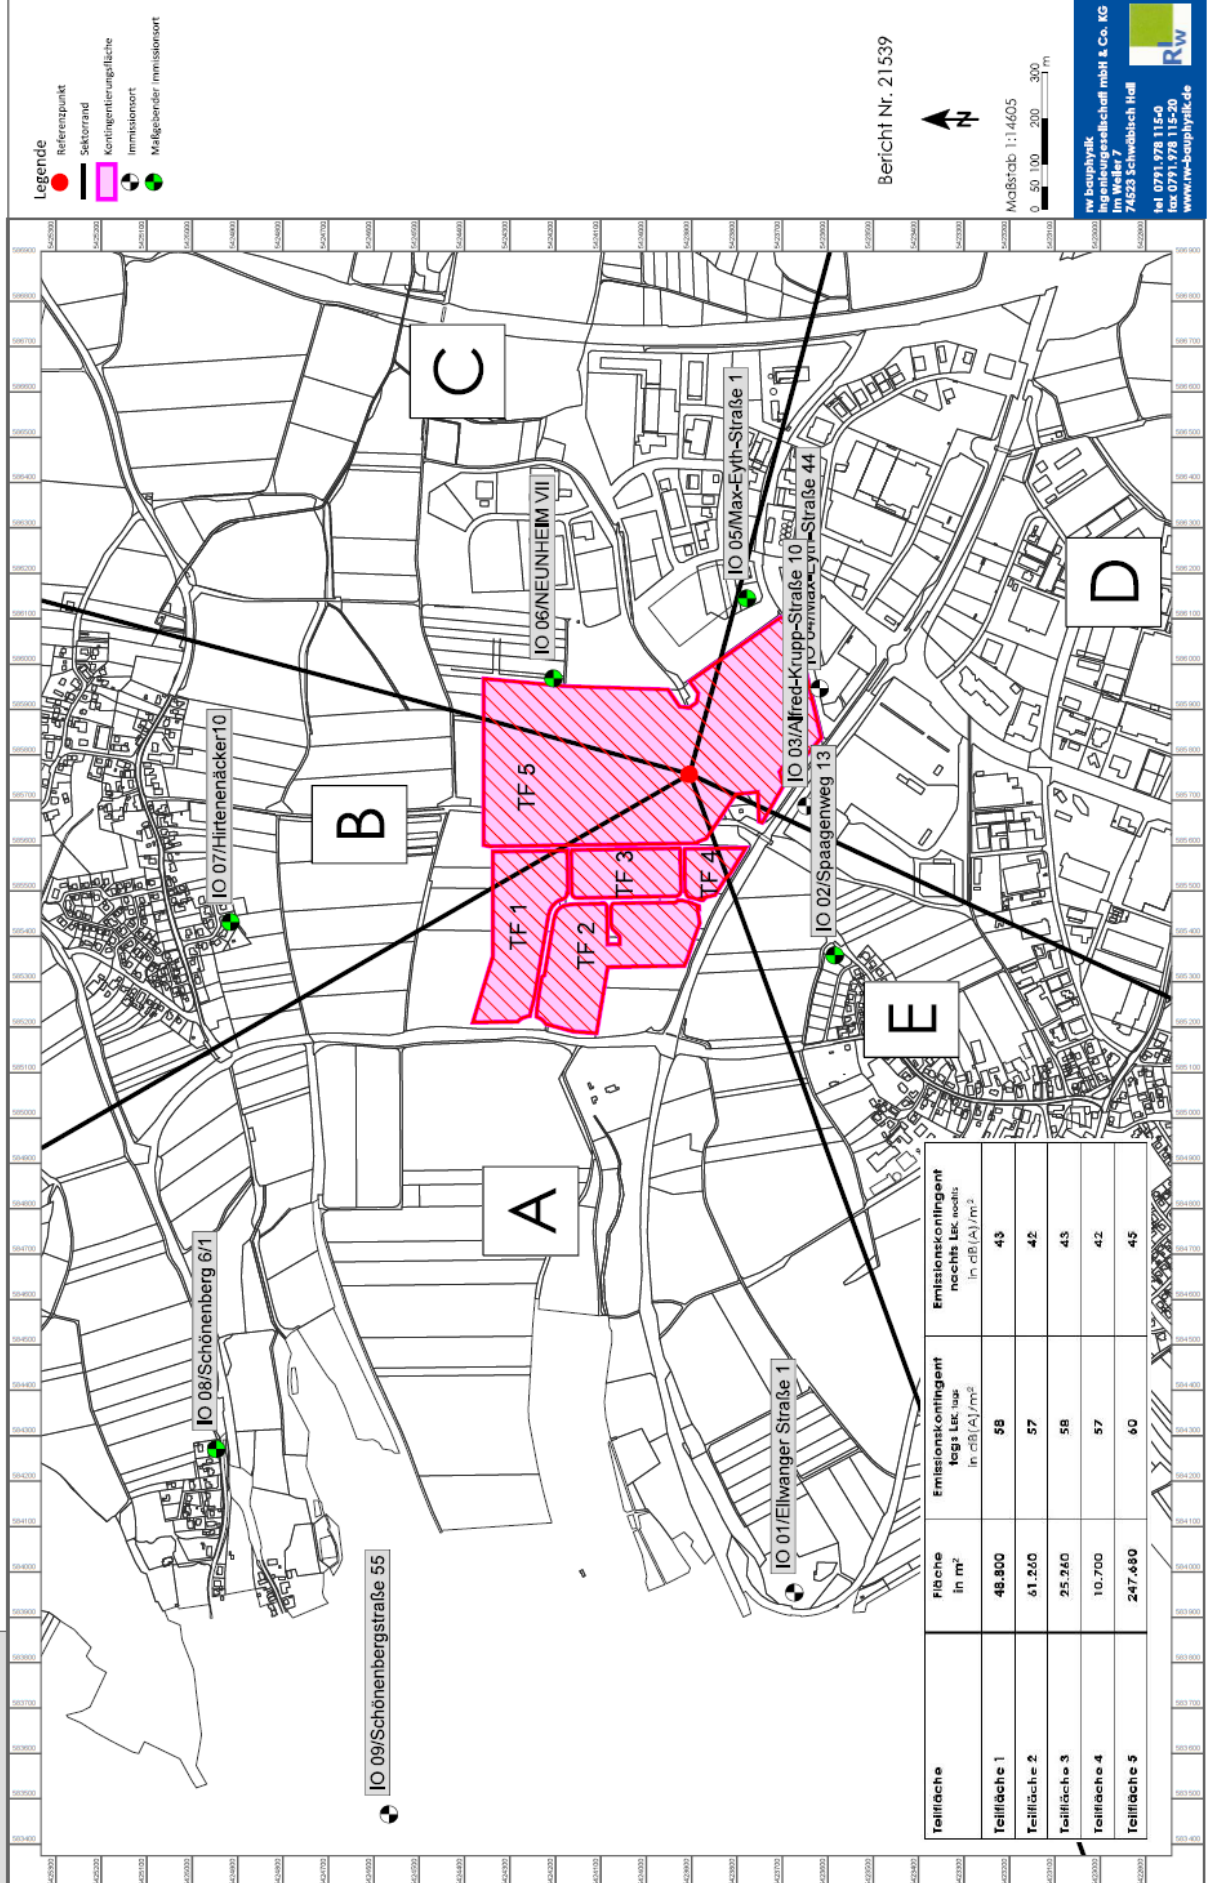 Legende
Referenzpunkt
Sektorrand
Kontingentierungsfläche
Immissionsort
Maßgebender Immissionsort
Bericht Nr. 21539
N
Maßstab 1:14605
0 50 100 200 300
m
rw bauphysik
ingenieurgesellschaft mbH & Co. KG
Im Weiler 7
74523 Schwäbisch Hall
tel 0791.978 115-0
fax 0791.978 115-20
www.rw-bauphysik.de
rw
IO 08/Schönenberg 6/1
IO 09/Schönenbergstraße 55
IO 07/Hirtenenäcker10
IO 06/NEUNHEIM VII
IO 05/Max-Eyth-Straße 1
IO 03/Alfred-Krupp-Straße 10
IO 04/Max-Eyth-Straße 44
IO 02/Spaagenweg 13
IO 01/Ellwanger Straße 1
A
B
C
D
E
TF 1
TF 2
TF 3
TF 4
TF 5
Teilfläche Fläche in m² Emissionskontingent tags LEK, tags in dB(A)/m² Emissionskontingent nachts LEK, nachts in dB(A)/m²
Teilfläche 1 48.800 58 43
Teilfläche 2 61.260 57 42
Teilfläche 3 25.260 58 43
Teilfläche 4 10.700 57 42
Teilfläche 5 247.680 60 45